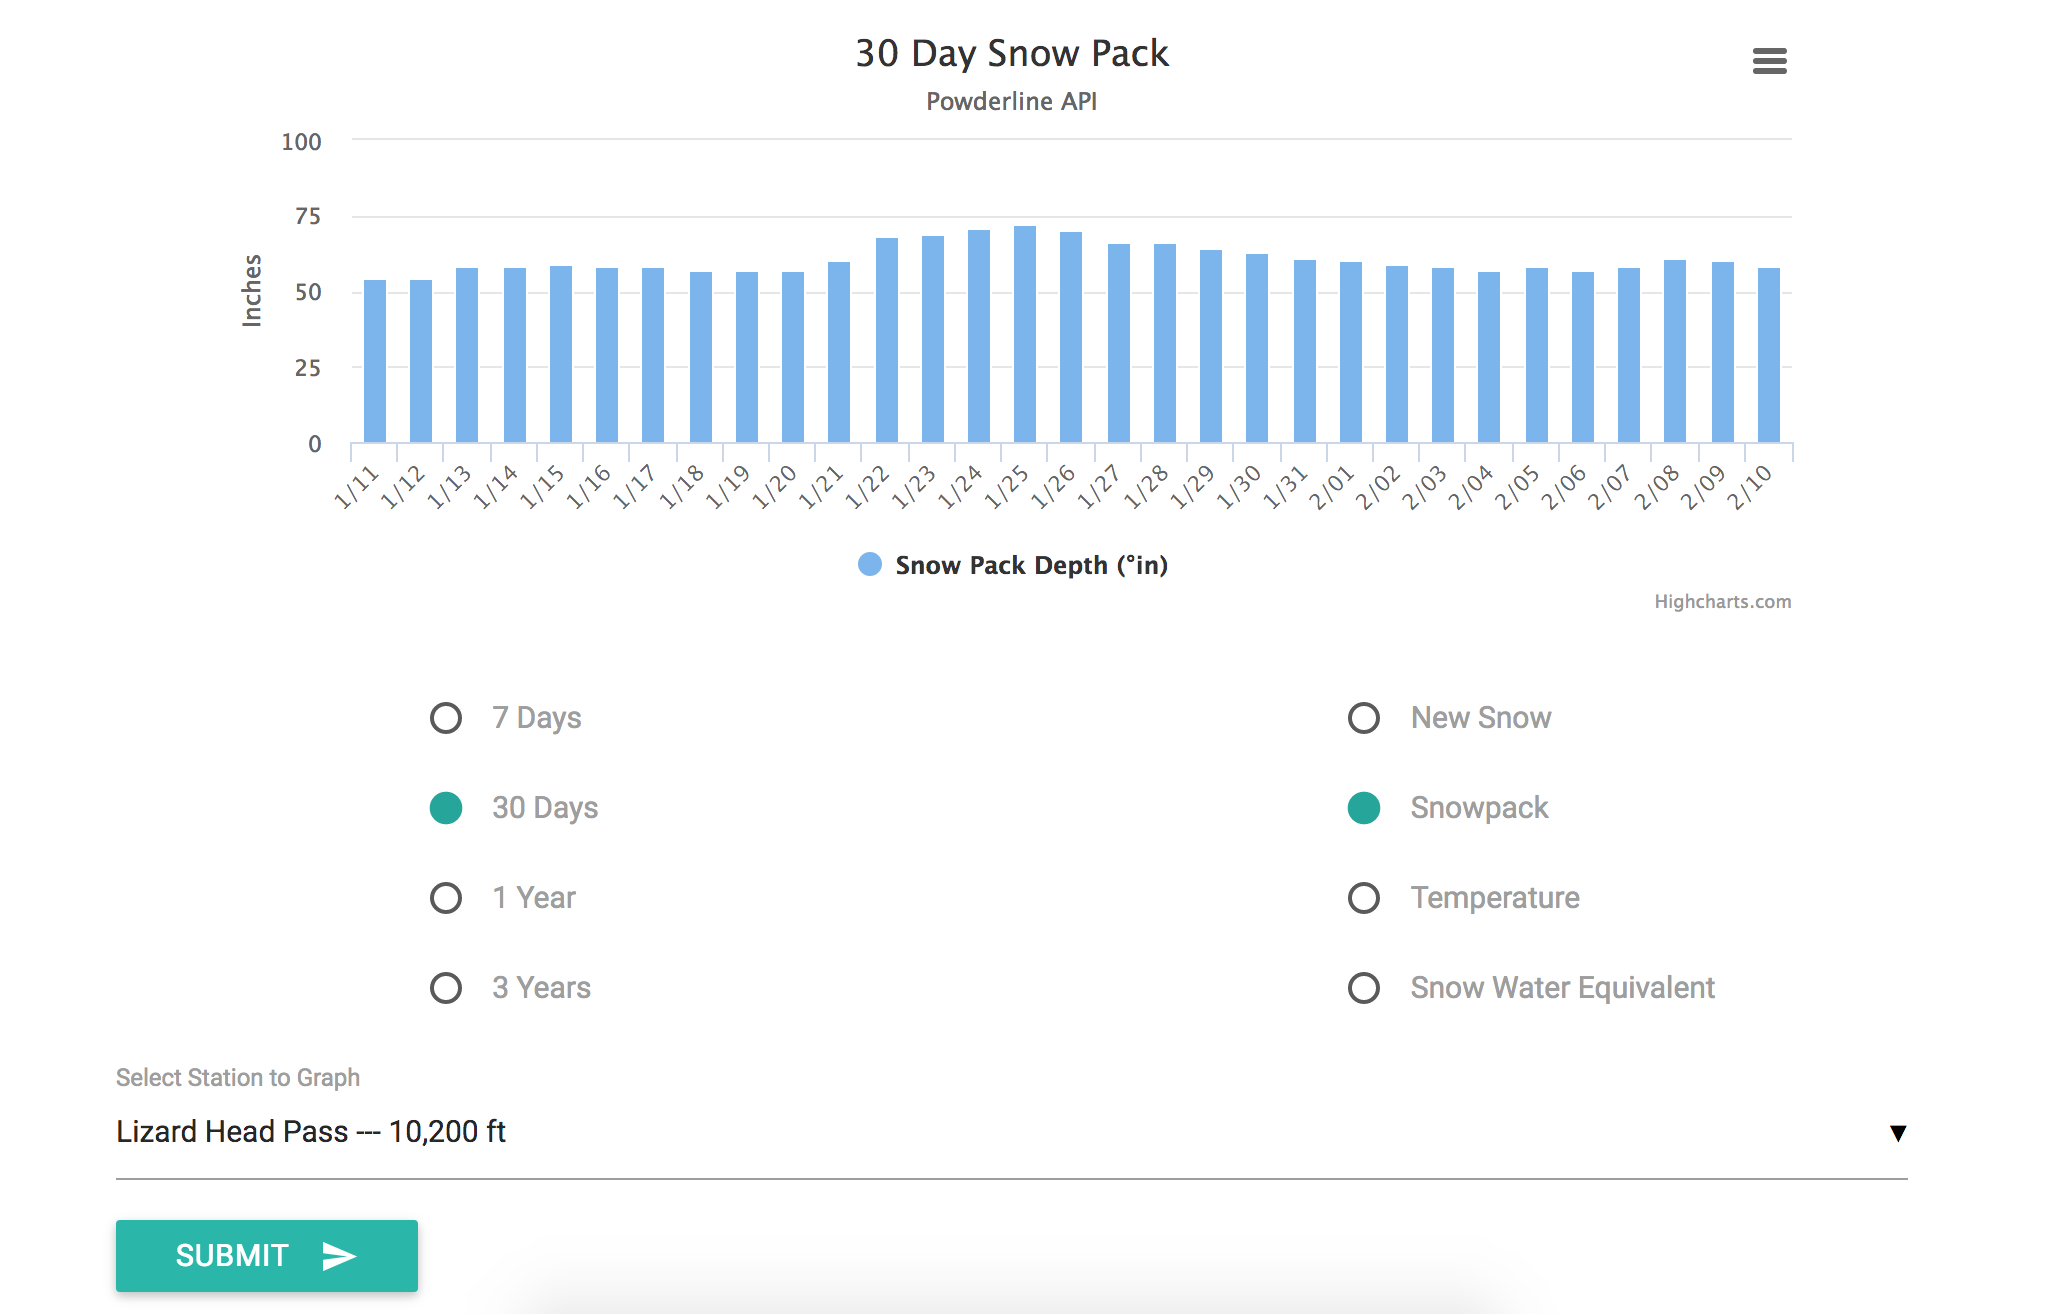 30 Day Snow Pack
Powderline API
100
75
50
25
0
Inches
1/11 1/12 1/13 1/14 1/15 1/16 1/17 1/18 1/19 1/20 1/21 1/22 1/23 1/24 1/25 1/26 1/27 1/28 1/29 1/30 1/31 2/01 2/02 2/03 2/04 2/05 2/06 2/07 2/08 2/09 2/10
Snow Pack Depth (°in)
Highcharts.com
7 Days
New Snow
30 Days
Snowpack
1 Year
Temperature
3 Years
Snow Water Equivalent
Select Station to Graph
Lizard Head Pass --- 10,200 ft
SUBMIT